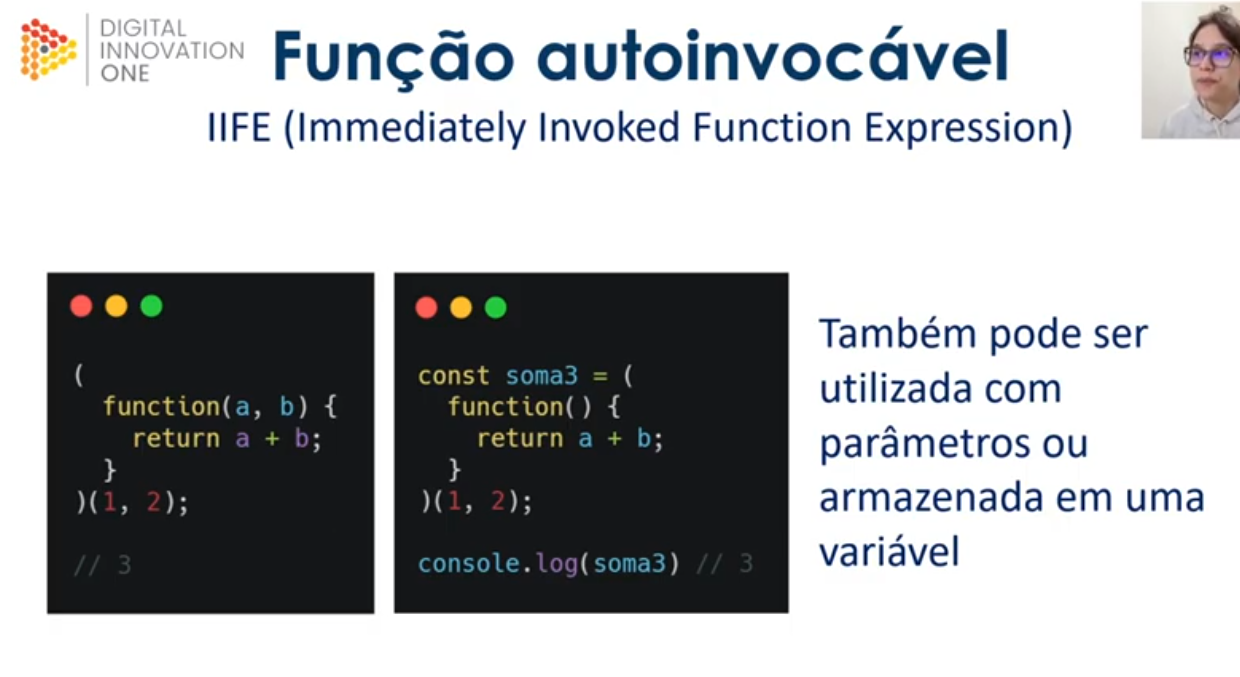 DIGITAL
INNOVATION
ONE
Função autoinvocável
IIFE (Immediately Invoked Function Expression)
(
function(a, b) {
return a + b;
}
)(1, 2);
// 3
const soma3 = (
function() {
return a + b;
}
)(1, 2);
console.log(soma3) // 3
Também pode ser
utilizada com
parâmetros ou
armazenada em uma
variável